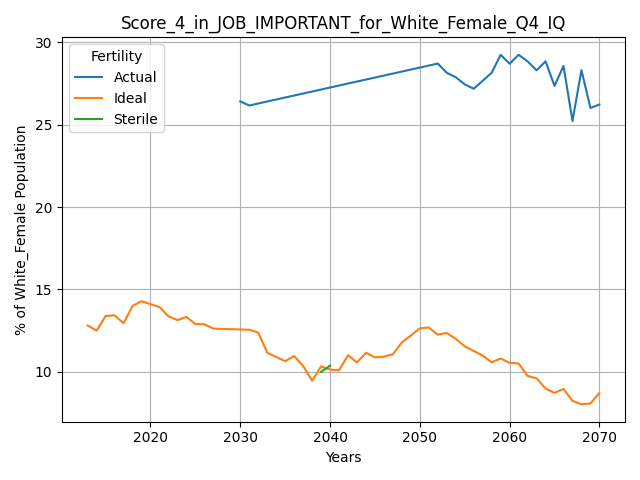 Score_4_in_JOB_IMPORTANT_for_White_Female_Q4_IQ
Fertility
Actual
Ideal
Sterile
% of White_Female Population
30
25
20
15
10
2020 2030 2040 2050 2060 2070
Years